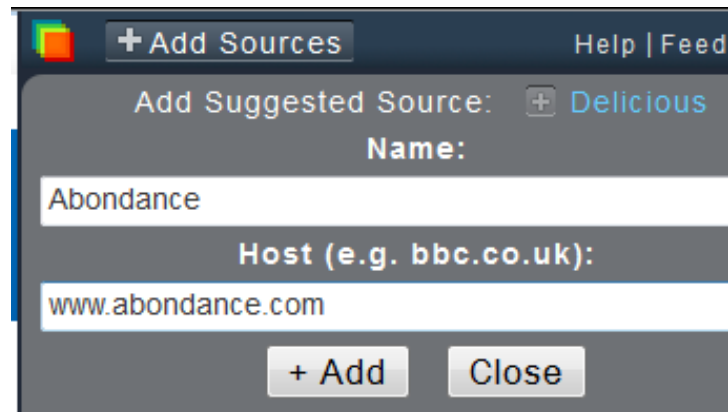 + Add Sources Help | Feed
Add Suggested Source: + Delicious
Name:
Abondance
Host (e.g. bbc.co.uk):
www.abondance.com
+ Add Close